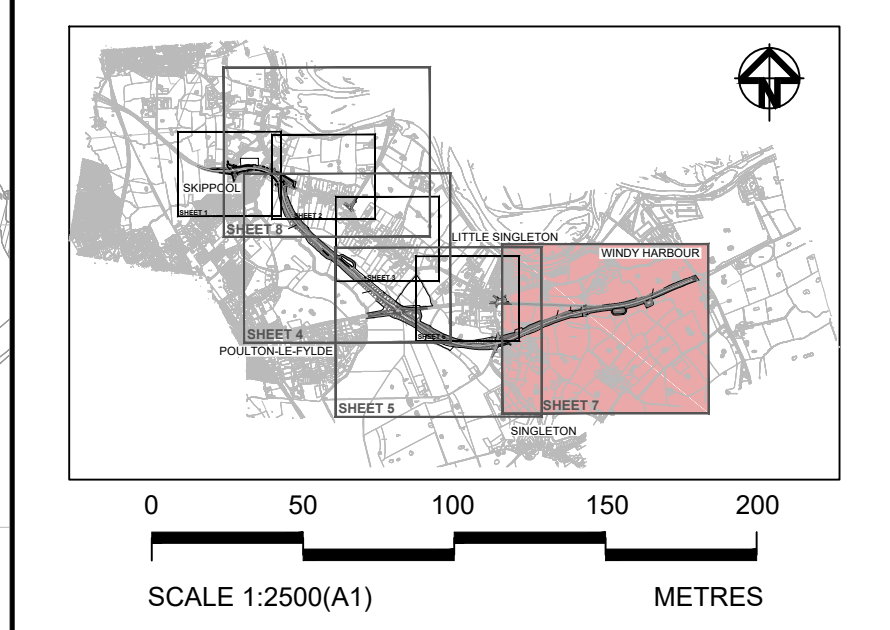 N
SKIPPOOL
SHEET 1
SHEET 2
SHEET 8
LITTLE SINGLETON
WINDY HARBOUR
SHEET 3
SHEET 4
SHEET 6
POULTON-LE-FYLDE
SHEET 5
SHEET 7
SINGLETON
0 50 100 150 200
SCALE 1:2500(A1) METRES